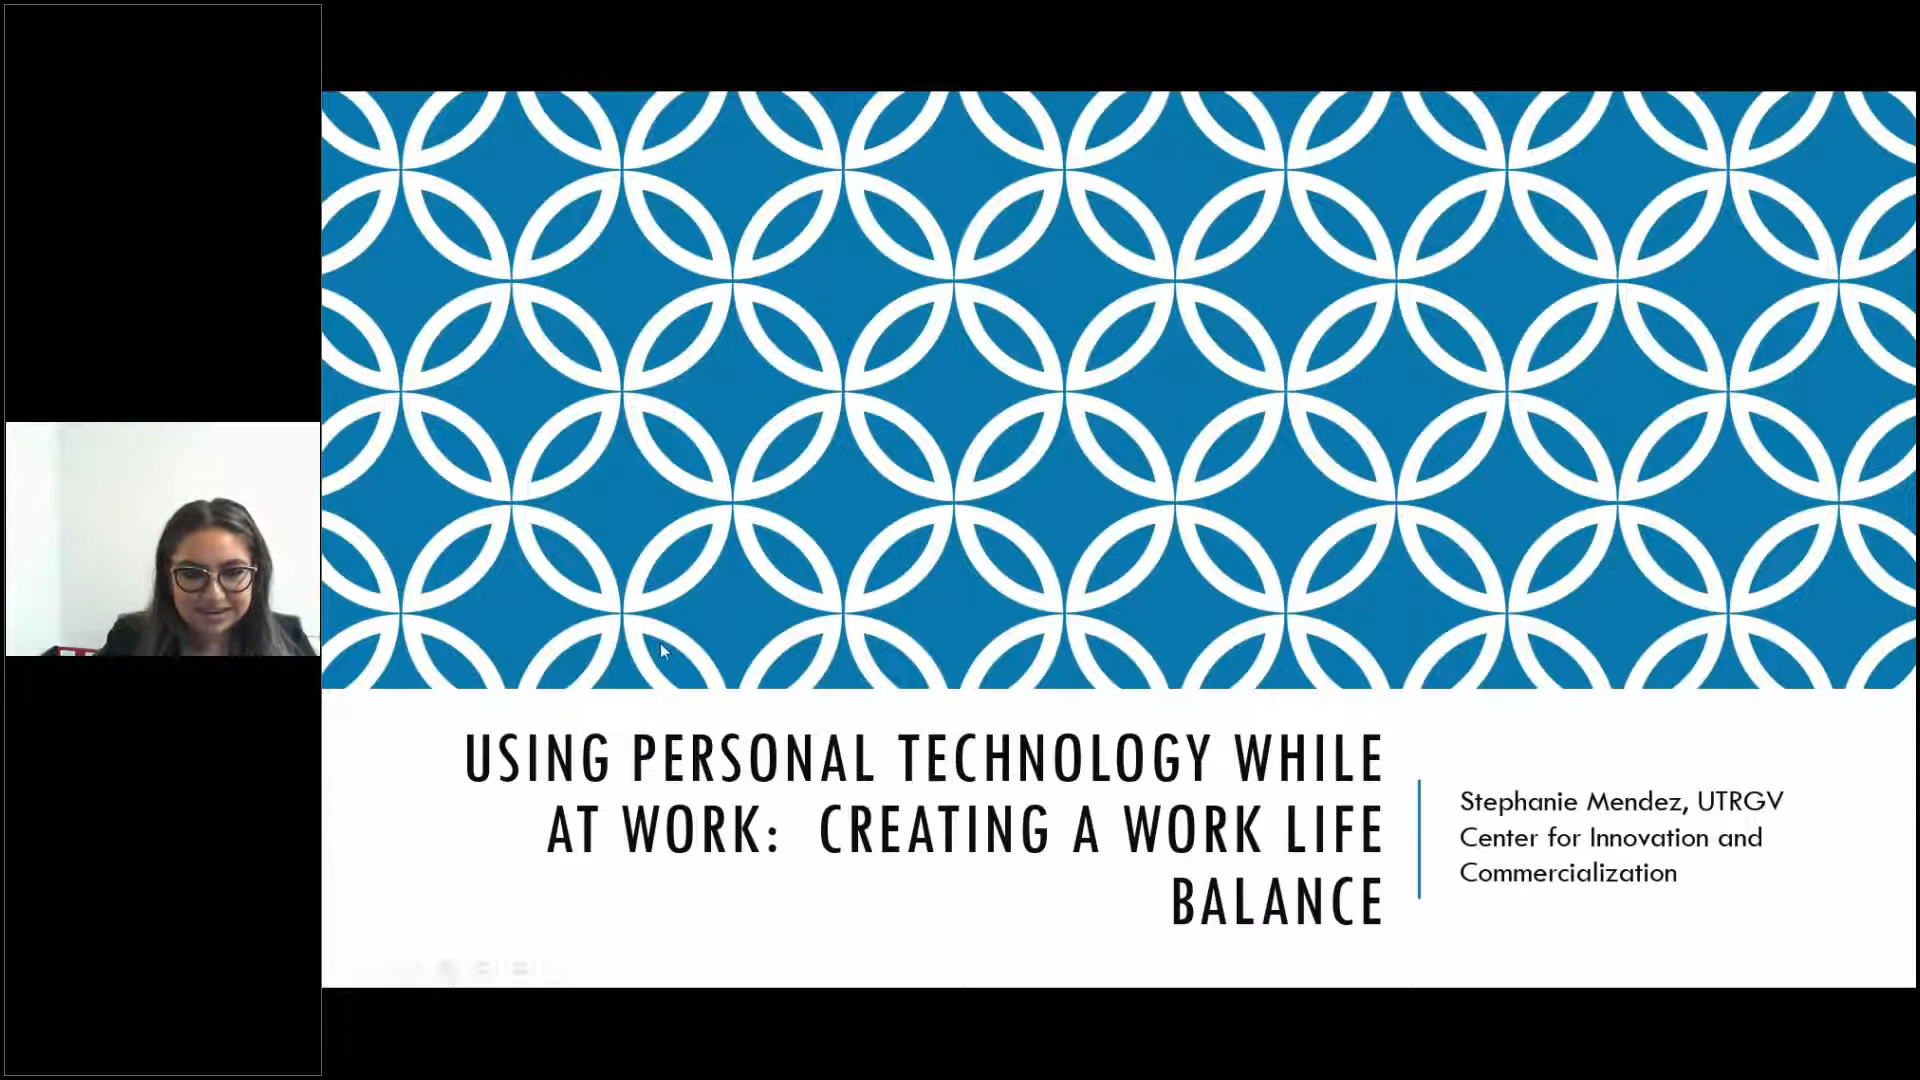 USING PERSONAL TECHNOLOGY WHILE
AT WORK:  CREATING A WORK LIFE
BALANCE
Stephanie Mendez, UTRGV
Center for Innovation and
Commercialization